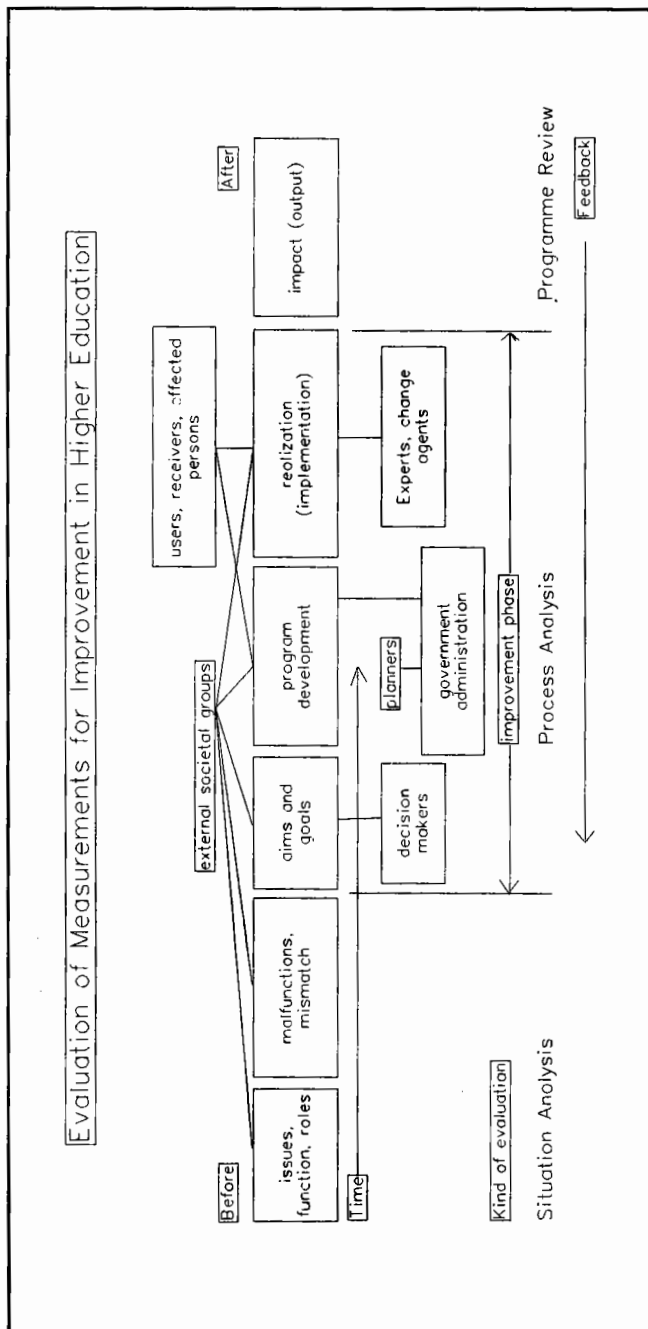 Evaluation of Measurements for Improvement in Higher Education
users, receivers, affected
persons
external societal groups
Before
After
issues,
function, roles
malfunctions,
mismatch
aims and
goals
program
development
realization
(implementation)
impact (output)
Time
planners
decision
makers
government
administration
Experts, change
agents
Kind of evaluation
improvement phase
Situation Analysis
Process Analysis
Programme Review
Feedback